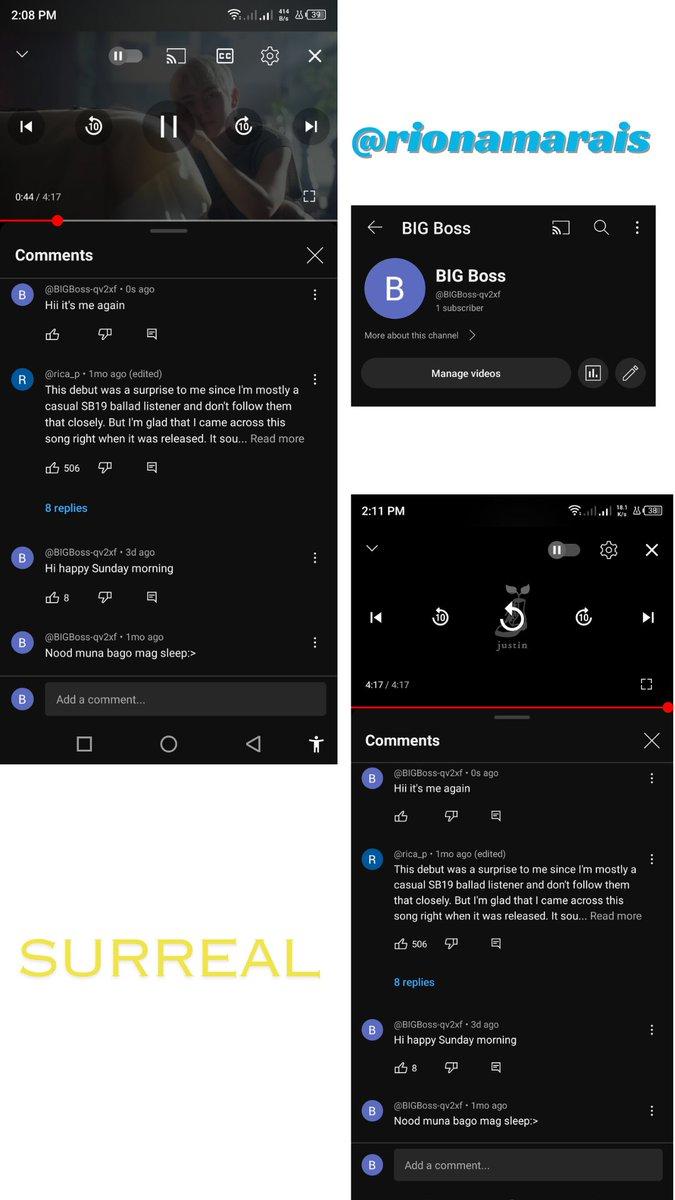 2:08 PM
414 B/s
39
CC
10
10
0:44 / 4:17
Comments
B
@BIGBoss-qv2xf • 0s ago
Hii it's me again
R
@rica_p • 1mo ago (edited)
This debut was a surprise to me since I'm mostly a
casual SB19 ballad listener and don't follow them
that closely. But I'm glad that I came across this
song right when it was released. It sou... Read more
506
8 replies
B
@BIGBoss-qv2xf • 3d ago
Hi happy Sunday morning
8
B
@BIGBoss-qv2xf • 1mo ago
Nood muna bago mag sleep:>
B
Add a comment...
@rionamarais
BIG Boss
B
BIG Boss
@BIGBoss-qv2xf
1 subscriber
More about this channel
Manage videos
2:11 PM
18.1 K/s
38
10
10
justin
4:17 / 4:17
Comments
B
@BIGBoss-qv2xf • 0s ago
Hii it's me again
R
@rica_p • 1mo ago (edited)
This debut was a surprise to me since I'm mostly a
casual SB19 ballad listener and don't follow them
that closely. But I'm glad that I came across this
song right when it was released. It sou... Read more
506
8 replies
B
@BIGBoss-qv2xf • 3d ago
Hi happy Sunday morning
8
B
@BIGBoss-qv2xf • 1mo ago
Nood muna bago mag sleep:>
B
Add a comment...
SURREAL